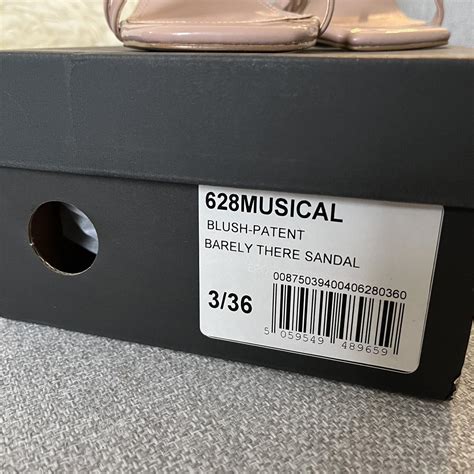 628MUSICAL
BLUSH-PATENT
BARELY THERE SANDAL
00875039400406280360
3/36
5 059549 489659